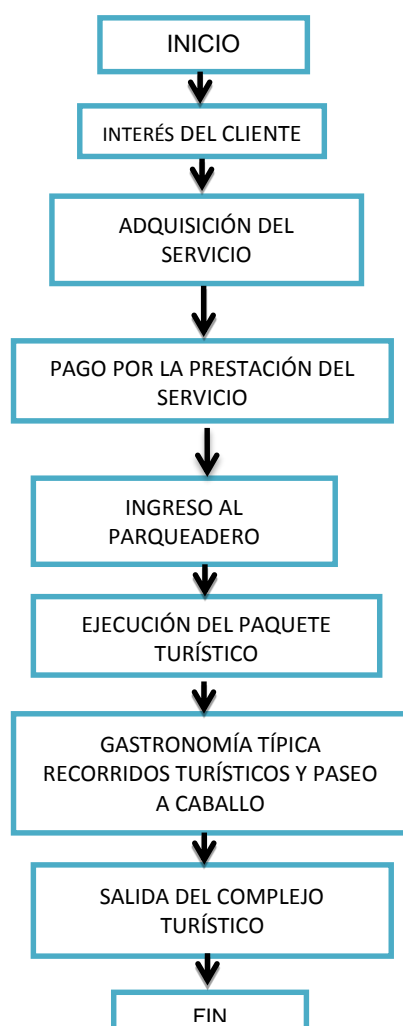 INICIO
INTERÉS DEL CLIENTE
ADQUISICIÓN DEL
SERVICIO
PAGO POR LA PRESTACIÓN DEL
SERVICIO
INGRESO AL
PARQUEADERO
EJECUCIÓN DEL PAQUETE
TURÍSTICO
GASTRONOMÍA TÍPICA
RECORRIDOS TURÍSTICOS Y PASEO
A CABALLO
SALIDA DEL COMPLEJO
TURÍSTICO
FIN